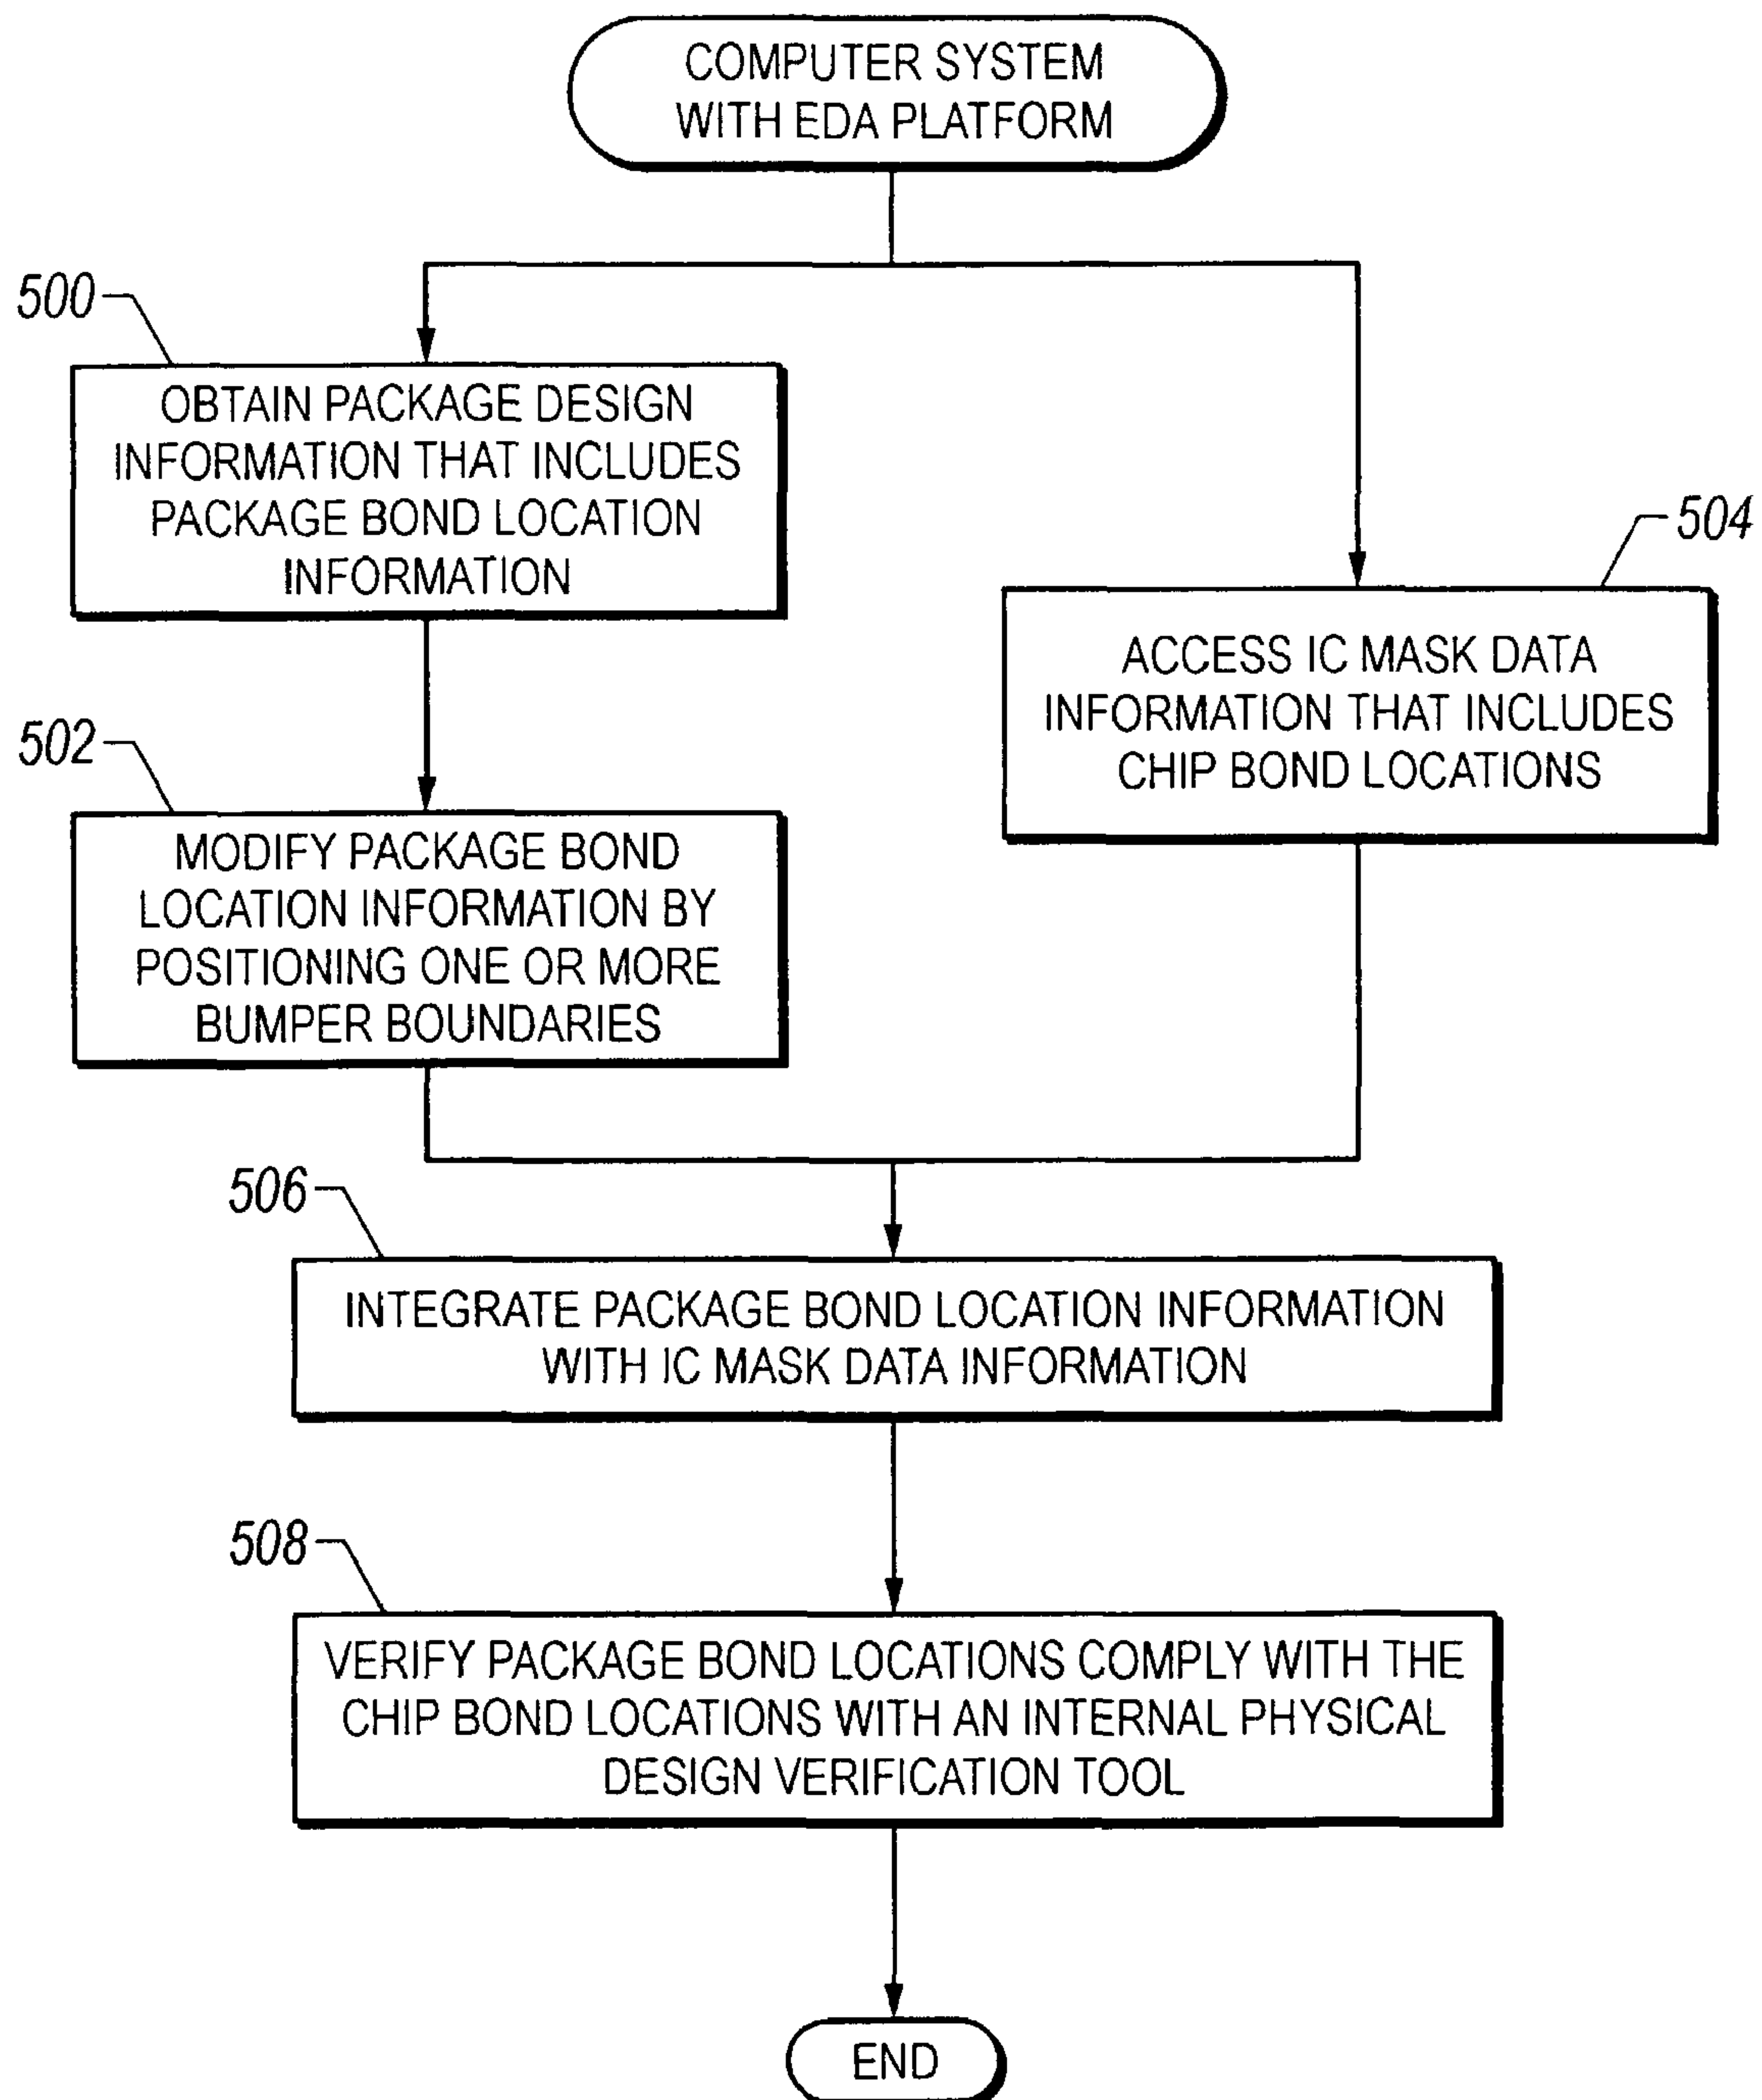 COMPUTER SYSTEM
WITH EDA PLATFORM
500
OBTAIN PACKAGE DESIGN
INFORMATION THAT INCLUDES
PACKAGE BOND LOCATION
INFORMATION
504
ACCESS IC MASK DATA
INFORMATION THAT INCLUDES
CHIP BOND LOCATIONS
502
MODIFY PACKAGE BOND
LOCATION INFORMATION BY
POSITIONING ONE OR MORE
BUMPER BOUNDARIES
506
INTEGRATE PACKAGE BOND LOCATION INFORMATION
WITH IC MASK DATA INFORMATION
508
VERIFY PACKAGE BOND LOCATIONS COMPLY WITH THE
CHIP BOND LOCATIONS WITH AN INTERNAL PHYSICAL
DESIGN VERIFICATION TOOL
END